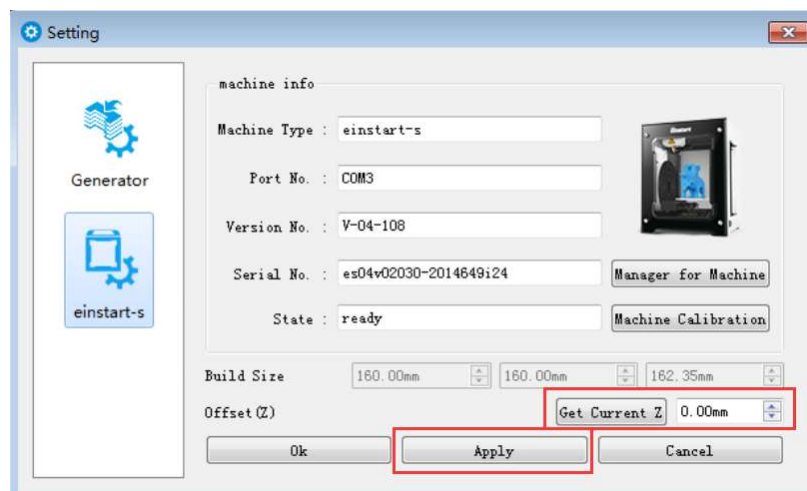 Setting
Generator
einstart-s
machine info
Machine Type : einstart-s
Port No. : COM3
Version No. : V-04-108
Serial No. : es04v02030-2014649i24
Manager for Machine
State : ready
Machine Calibration
Build Size 160.00mm 160.00mm 162.35mm
Offset(Z) Get Current Z 0.00mm
Ok Apply Cancel